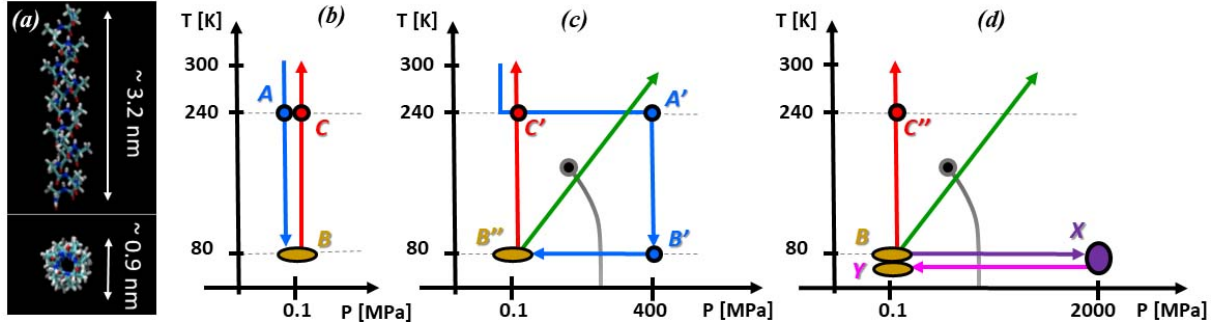 (a)
~ 3.2 nm
~ 0.9 nm
(b)
T [K]
300
240
80
A
C
B
0.1
P [MPa]
(c)
T [K]
300
240
80
A’
C’
B’’
B’
0.1
400
P [MPa]
(d)
T [K]
300
240
80
C’’
B
X
Y
0.1
2000
P [MPa]